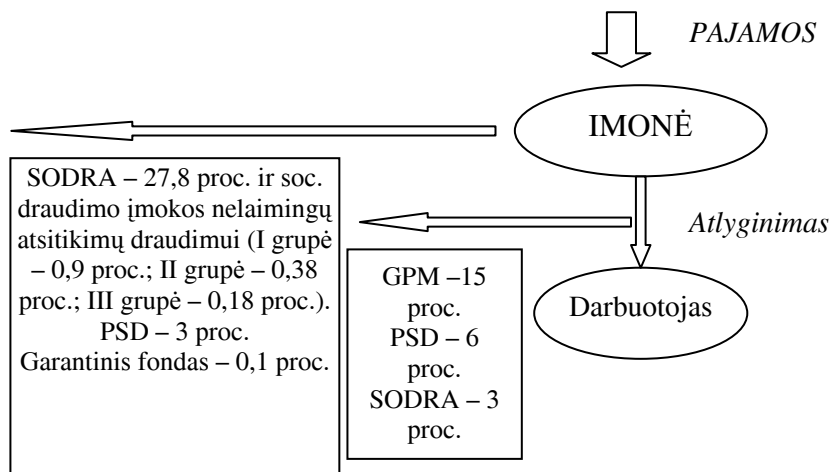 PAJAMOS
IMONĖ
SODRA – 27,8 proc. ir soc.
draudimo įmokos nelaimingų
atsitikimų draudimui (I grupė
– 0,9 proc.; II grupė – 0,38
proc.; III grupė – 0,18 proc.).
PSD – 3 proc.
Garantinis fondas – 0,1 proc.
Atlyginimas
GPM –15
proc.
PSD – 6
proc.
SODRA – 3
proc.
Darbuotojas